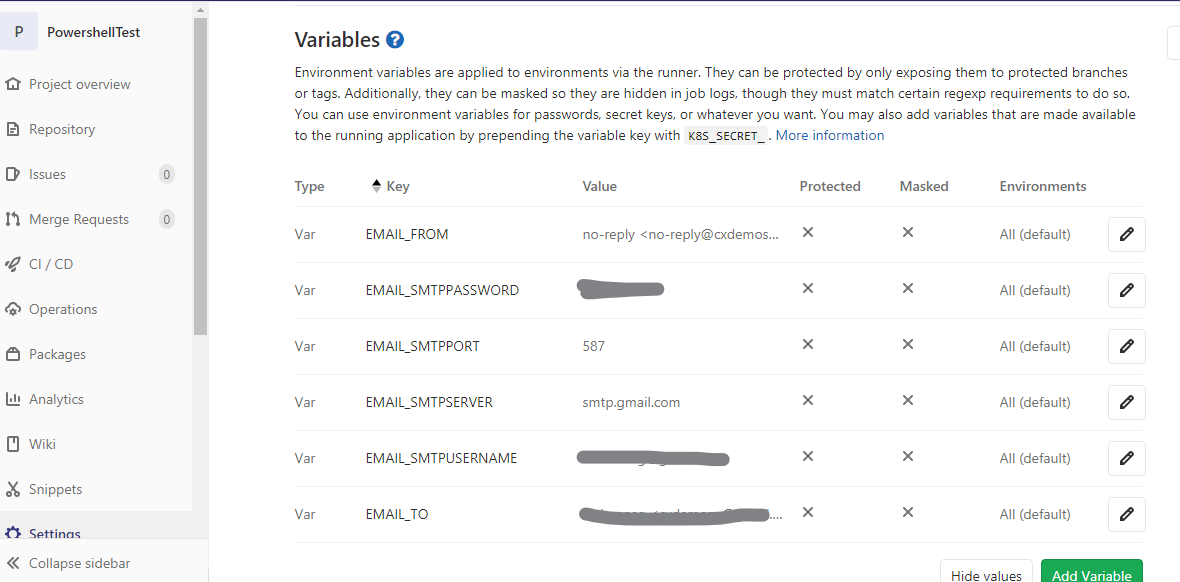 P PowershellTest
Project overview
Repository
Issues 0
Merge Requests 0
CI / CD
Operations
Packages
Analytics
Wiki
Snippets
Settings
Collapse sidebar
Variables ?
Environment variables are applied to environments via the runner. They can be protected by only exposing them to protected branches
or tags. Additionally, they can be masked so they are hidden in job logs, though they must match certain regexp requirements to do so.
You can use environment variables for passwords, secret keys, or whatever you want. You may also add variables that are made available
to the running application by prepending the variable key with K8S_SECRET_. More information
Type Key Value Protected Masked Environments
Var EMAIL_FROM no-reply <no-reply@cxdemos... All (default)
Var EMAIL_SMTPPASSWORD All (default)
Var EMAIL_SMTPPORT 587 All (default)
Var EMAIL_SMTPSERVER smtp.gmail.com All (default)
Var EMAIL_SMTPUSERNAME All (default)
Var EMAIL_TO ... All (default)
Hide values Add Variable